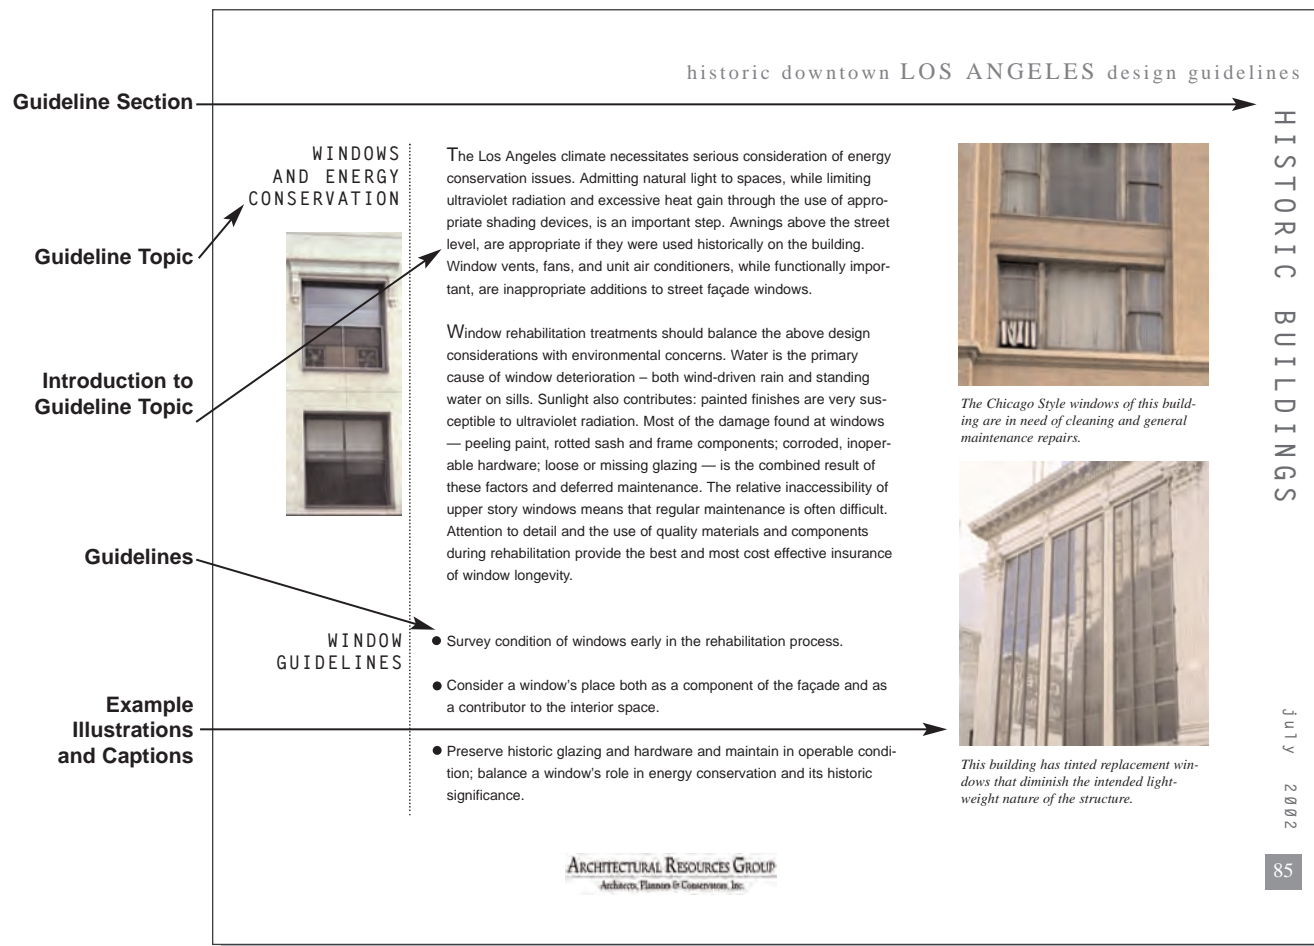 historic downtown LOS ANGELES design guidelines
Guideline Section
HISTORIC BUILDINGS
WINDOWS
AND ENERGY
CONSERVATION
Guideline Topic
Introduction to
Guideline Topic
The Los Angeles climate necessitates serious consideration of energy
conservation issues. Admitting natural light to spaces, while limiting
ultraviolet radiation and excessive heat gain through the use of appro-
priate shading devices, is an important step. Awnings above the street
level, are appropriate if they were used historically on the building.
Window vents, fans, and unit air conditioners, while functionally impor-
tant, are inappropriate additions to street façade windows.
Window rehabilitation treatments should balance the above design
considerations with environmental concerns. Water is the primary
cause of window deterioration – both wind-driven rain and standing
water on sills. Sunlight also contributes: painted finishes are very sus-
ceptible to ultraviolet radiation. Most of the damage found at windows
— peeling paint, rotted sash and frame components; corroded, inoper-
able hardware; loose or missing glazing — is the combined result of
these factors and deferred maintenance. The relative inaccessibility of
upper story windows means that regular maintenance is often difficult.
Attention to detail and the use of quality materials and components
during rehabilitation provide the best and most cost effective insurance
of window longevity.
The Chicago Style windows of this build-
ing are in need of cleaning and general
maintenance repairs.
Guidelines
WINDOW
GUIDELINES
● Survey condition of windows early in the rehabilitation process.
● Consider a window's place both as a component of the façade and as
a contributor to the interior space.
● Preserve historic glazing and hardware and maintain in operable condi-
tion; balance a window's role in energy conservation and its historic
significance.
Example
Illustrations
and Captions
This building has tinted replacement win-
dows that diminish the intended light-
weight nature of the structure.
july 2002
ARCHITECTURAL RESOURCES GROUP
Architects, Planners & Conservators, Inc.
85